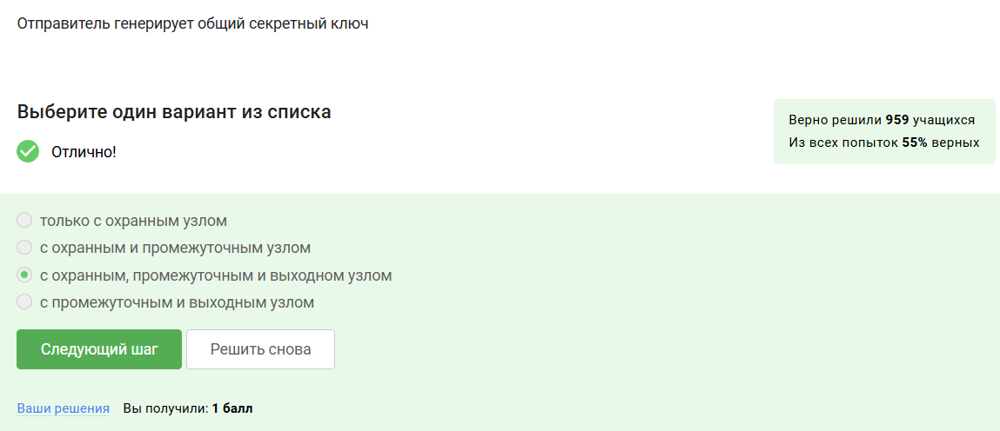 Отправитель генерирует общий секретный ключ
Выберите один вариант из списка
Отлично!
Верно решили 959 учащихся
Из всех попыток 55% верных
только с охранным узлом
с охранным и промежуточным узлом
с охранным, промежуточным и выходном узлом
с промежуточным и выходным узлом
Следующий шаг
Решить снова
Ваши решения Вы получили: 1 балл